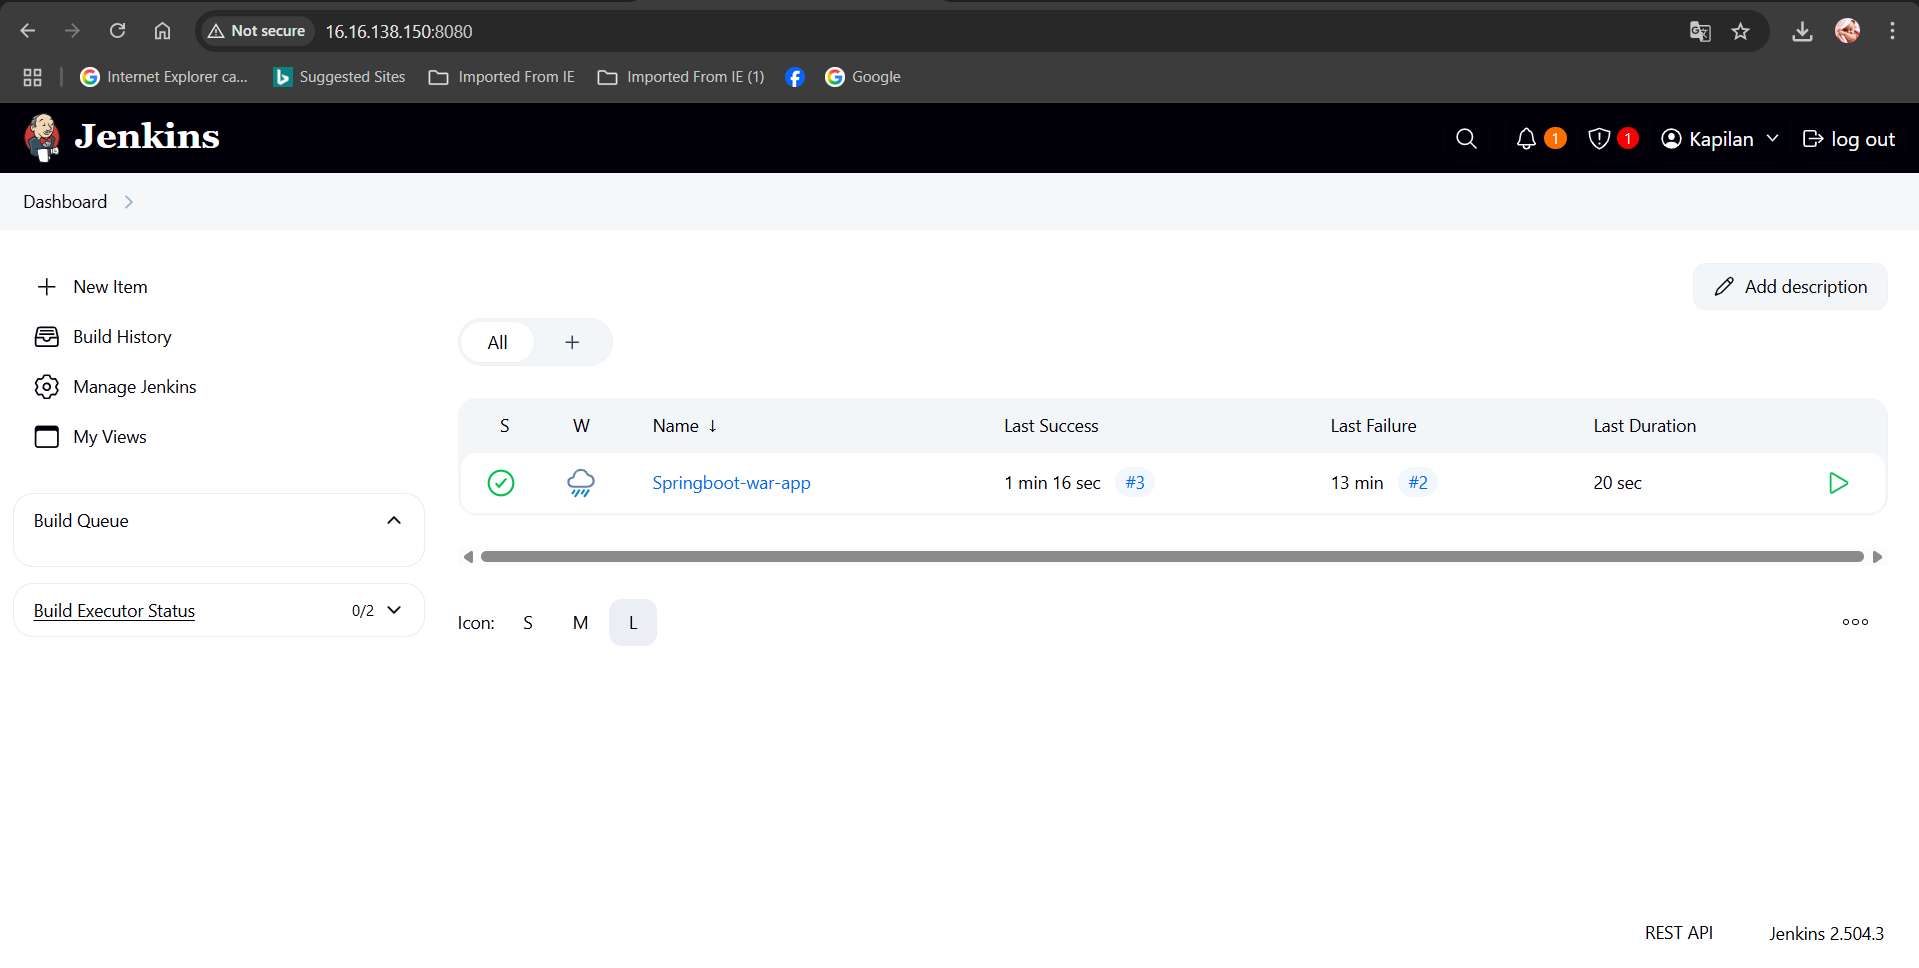 Not secure 16.16.138.150:8080
Internet Explorer ca... Suggested Sites Imported From IE Imported From IE (1) Google
Jenkins 1 1 Kapilan log out
Dashboard
New Item
Build History
Manage Jenkins
My Views
Build Queue
Build Executor Status 0/2
Add description
All +
S W Name ↓ Last Success Last Failure Last Duration
Springboot-war-app 1 min 16 sec #3 13 min #2 20 sec
Icon: S M L
REST API Jenkins 2.504.3